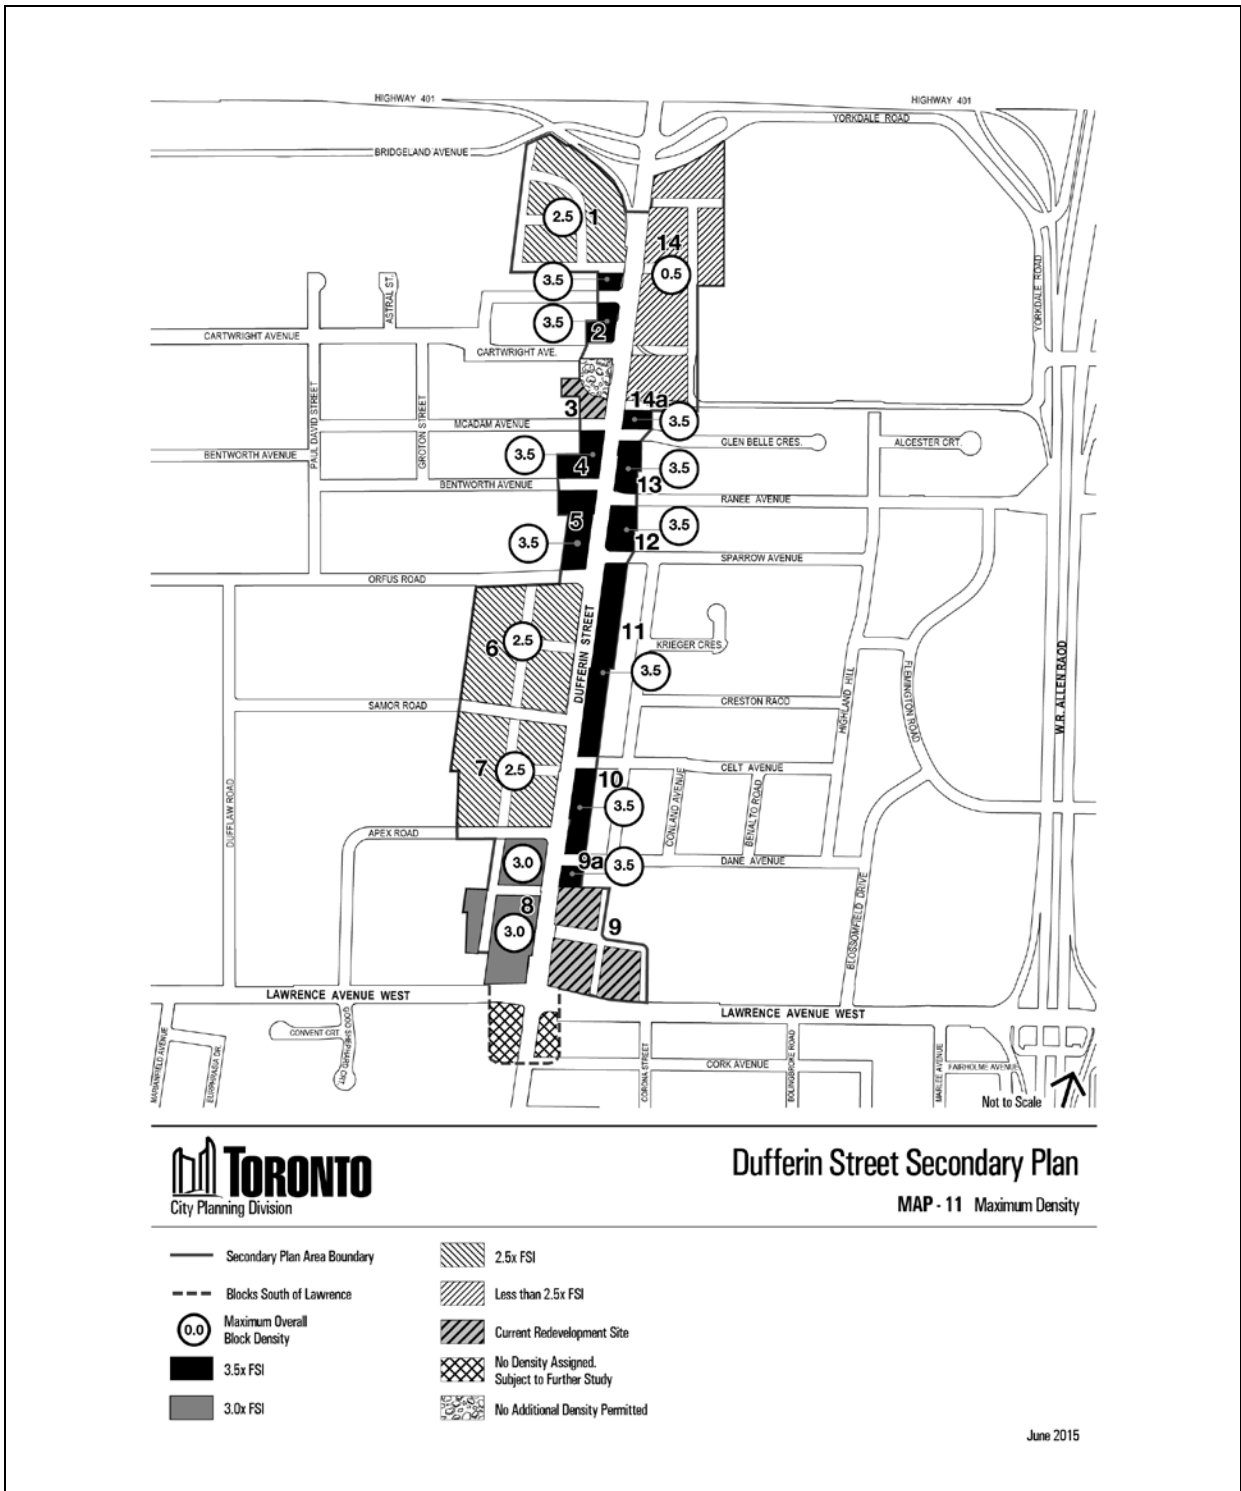 HIGHWAY 401
HIGHWAY 401
YORKDALE ROAD
BRIDGELAND AVENUE
2.5
1
14
0.5
3.5
3.5
2
ASTRAL ST.
YORKDALE ROAD
CARTWRIGHT AVENUE
CARTWRIGHT AVE.
PAUL DAVID STREET
GROTON STREET
3
14a
3.5
MCADAM AVENUE
GLEN BELLE CRES.
ALCESTER CRT.
BENTWORTH AVENUE
3.5
4
3.5
13
BENTWORTH AVENUE
RANEE AVENUE
5
3.5
3.5
12
SPARROW AVENUE
ORFUS ROAD
DUFFERIN STREET
6
2.5
11
KRIEGER CRES.
3.5
SAMOR ROAD
CRESTON RAOD
HIGHLAND HILL
FLEMINGTON ROAD
W.R. ALLEN RAOD
7
2.5
10
CELT AVENUE
3.5
CONLAND AVENUE
BENALTO ROAD
DUFFLAW ROAD
APEX ROAD
3.0
9a
3.5
DANE AVENUE
8
3.0
9
BLOSSOMFIELD DRIVE
LAWRENCE AVENUE WEST
LAWRENCE AVENUE WEST
MARIANFIELD AVENUE
EUPHRASIA DR.
CONVENT CRT.
GOOD SHEPHARD CRT.
CORONA STREET
CORK AVENUE
BOLINGBROKE ROAD
MARLEE AVENUE
FAIRHOLME AVENUE
Not to Scale
TORONTO
City Planning Division
Dufferin Street Secondary Plan
MAP - 11 Maximum Density
Secondary Plan Area Boundary
Blocks South of Lawrence
0.0
Maximum Overall
Block Density
3.5x FSI
3.0x FSI
2.5x FSI
Less than 2.5x FSI
Current Redevelopment Site
No Density Assigned.
Subject to Further Study
No Additional Density Permitted
June 2015